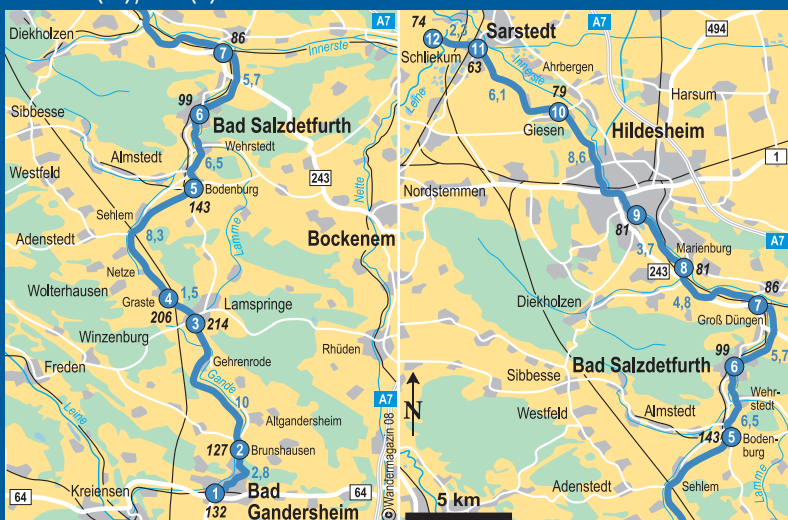 Diekholzen
86
A7
7
Innerste
5,7
99
6
Sibbesse
Bad Salzdetfurth
Almstedt
6,5
Wehrstedt
Westfeld
5
Bodenburg
243
143
Nette
Sehlem
Lamme
Adenstedt
8,3
Bockenem
Netze
Wolterhausen
4
1,5
Graste
206
Lamspringe
3
214
Winzenburg
Gehrenrode
Rhüden
Freden
Gande
A7
Leine
10
Altgandersheim
127
2
Brunshausen
2,8
Kreiensen
64
1
Bad
Gandersheim
64
132
© Wandermagazin 08
74
Sarstedt
494
12
2,3
11
Schliekum
63
Innerste
Ahrbergen
Leine
79
6,1
10
Harsum
Giesen
Hildesheim
8,6
1
Nordstemmen
9
81
A7
3,7
Marienburg
243
8
81
86
Diekholzen
4,8
7
Groß Düngen
99
5,7
Bad Salzdetfurth
6
Sibbesse
N
Westfeld
Almstedt
Wehr-
stedt
6,5
143
5
Boden-
burg
Adenstedt
Sehlem
Lamme
5 km